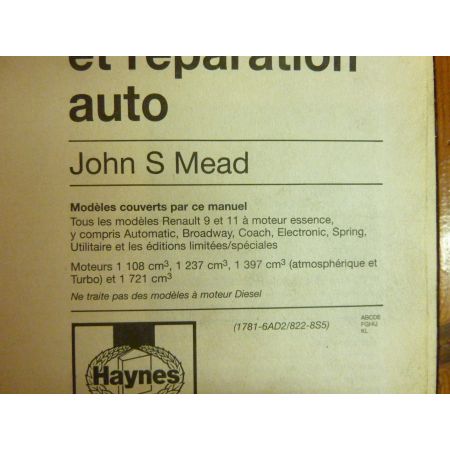 et réparation
auto
John S Mead
Modèles couverts par ce manuel
Tous les modèles Renault 9 et 11 à moteur essence,
y compris Automatic, Broadway, Coach, Electronic, Spring,
Utilitaire et les éditions limitées/spéciales
Moteurs 1 108 cm³, 1 237 cm³, 1 397 cm³ (atmosphérique et
Turbo) et 1 721 cm³
Ne traite pas des modèles à moteur Diesel
(1781-6AD2/822-8S5)
ABCDE
FGHIJ
KL
Haynes